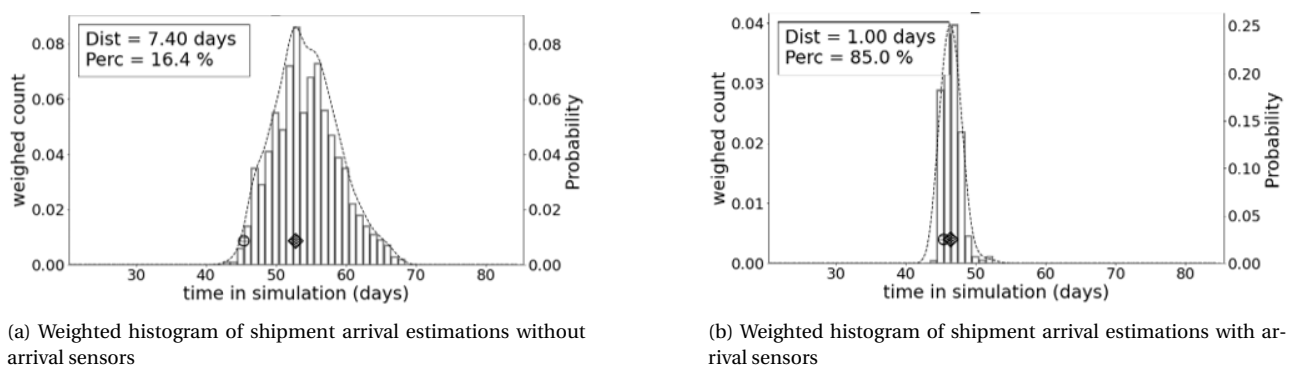 Dist = 7.40 days
Perc = 16.4 %
weighed count
0.08
0.06
0.04
0.02
0.00
30
40
50
60
70
80
time in simulation (days)
0.08
0.06
0.04
0.02
0.00
Probability
(a) Weighted histogram of shipment arrival estimations without
arrival sensors
Dist = 1.00 days
Perc = 85.0 %
weighed count
0.04
0.03
0.02
0.01
0.00
30
40
50
60
70
80
time in simulation (days)
0.25
0.20
0.15
0.10
0.05
0.00
Probability
(b) Weighted histogram of shipment arrival estimations with ar-
rival sensors